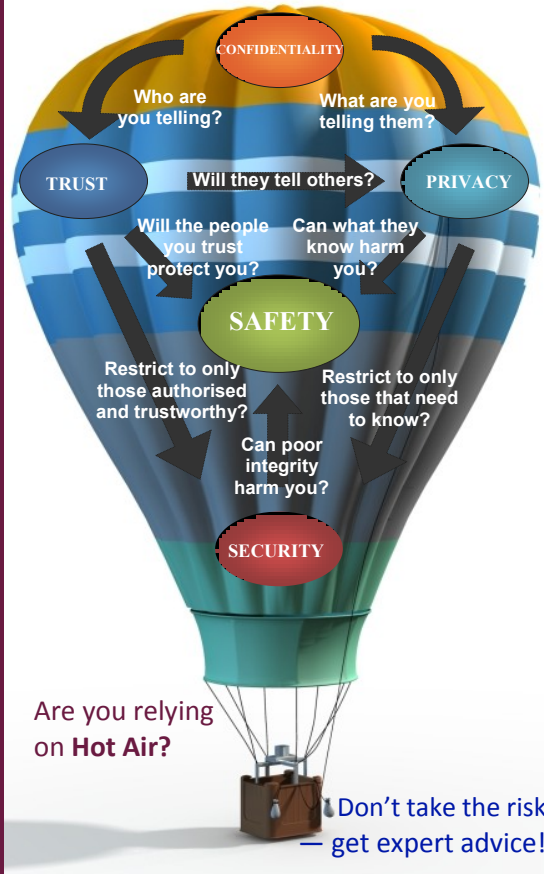 CONFIDENTIALITY
Who are
you telling?
What are you
telling them?
TRUST
Will they tell others?
PRIVACY
Will the people
you trust
protect you?
Can what they
know harm
you?
SAFETY
Restrict to only
those authorised
and trustworthy?
Restrict to only
those that need
to know?
Can poor
integrity
harm you?
SECURITY
Are you relying
on Hot Air?
Don’t take the risk
— get expert advice!